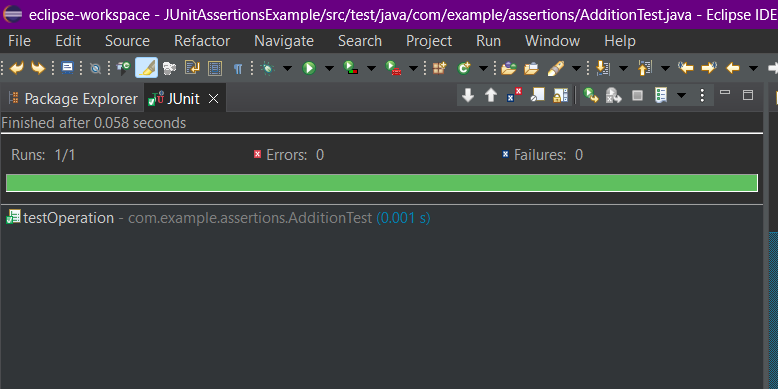 eclipse-workspace - JUnitAssertionsExample/src/test/java/com/example/assertions/AdditionTest.java - Eclipse IDE
File Edit Source Refactor Navigate Search Project Run Window Help
Package Explorer JUnit
Finished after 0.058 seconds
Runs: 1/1 Errors: 0 Failures: 0
testOperation - com.example.assertions.AdditionTest (0.001 s)